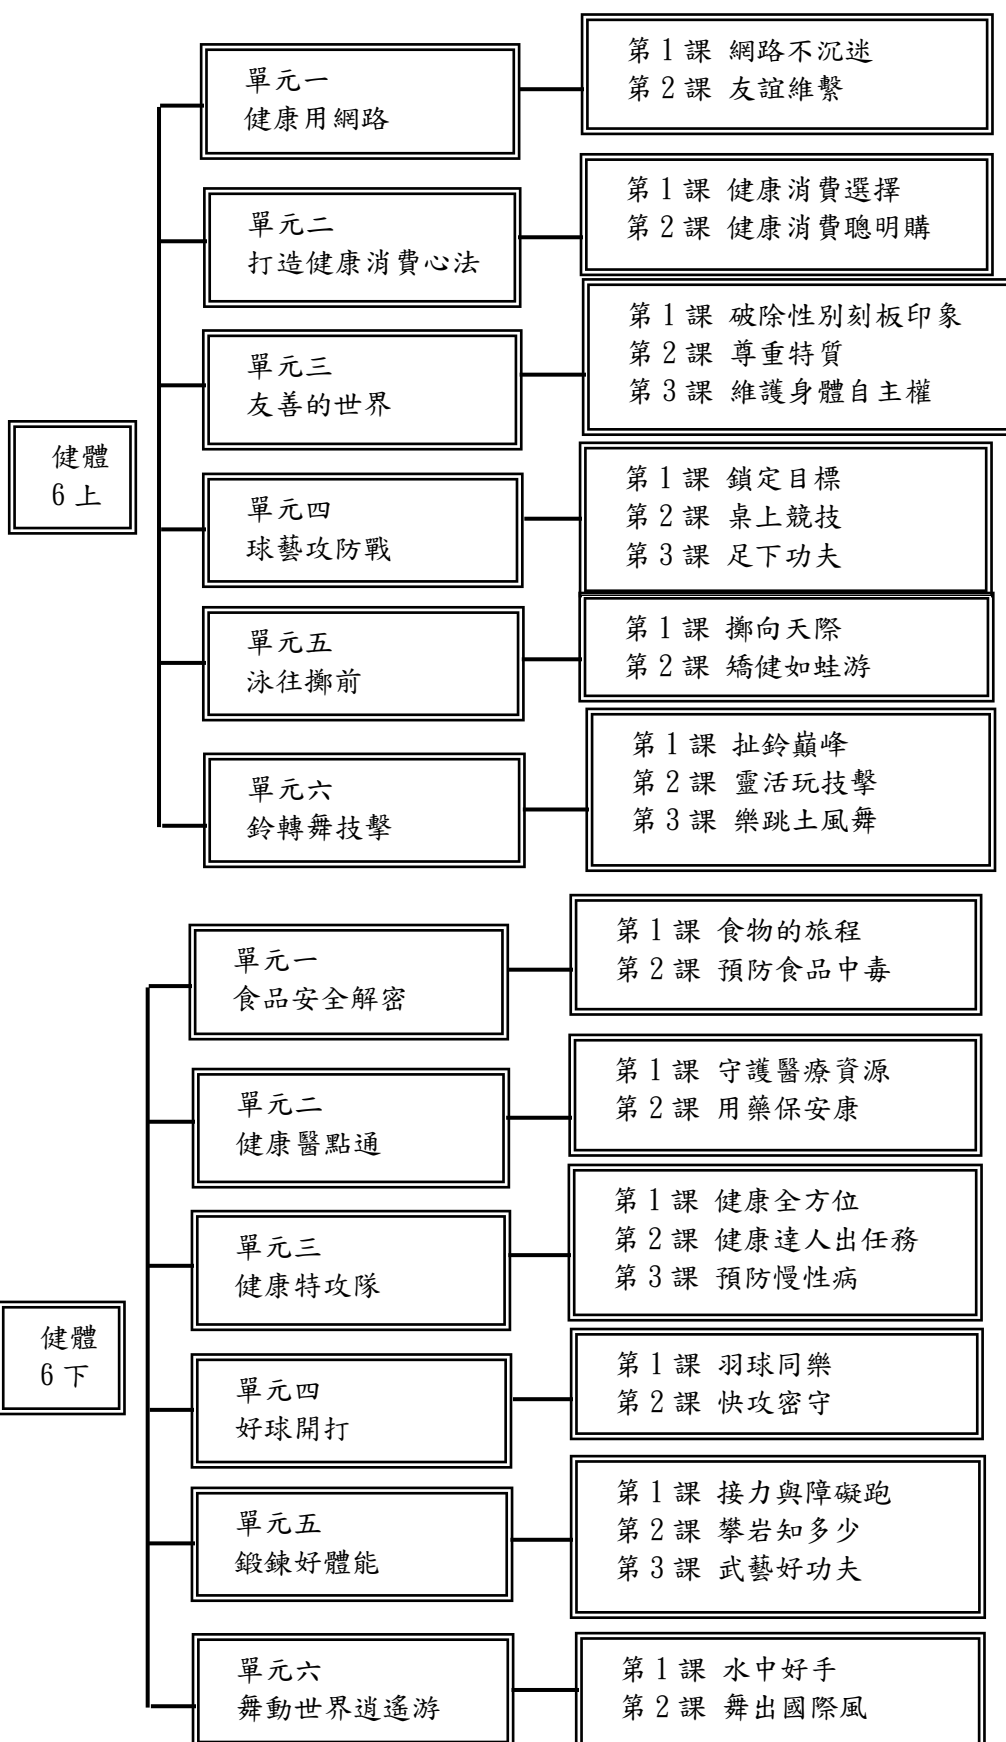 健體
6上
單元一
健康用網路
第1課 網路不沉迷
第2課 友誼維繫
單元二
打造健康消費心法
第1課 健康消費選擇
第2課 健康消費聰明購
單元三
友善的世界
第1課 破除性別刻板印象
第2課 尊重特質
第3課 維護身體自主權
單元四
球藝攻防戰
第1課 鎖定目標
第2課 桌上競技
第3課 足下功夫
單元五
泳往擲前
第1課 擲向天際
第2課 矯健如蛙游
單元六
鈴轉舞技擊
第1課 扯鈴巔峰
第2課 靈活玩技擊
第3課 樂跳土風舞
健體
6下
單元一
食品安全解密
第1課 食物的旅程
第2課 預防食品中毒
單元二
健康醫點通
第1課 守護醫療資源
第2課 用藥保安康
單元三
健康特攻隊
第1課 健康全方位
第2課 健康達人出任務
第3課 預防慢性病
單元四
好球開打
第1課 羽球同樂
第2課 快攻密守
單元五
鍛鍊好體能
第1課 接力與障礙跑
第2課 攀岩知多少
第3課 武藝好功夫
單元六
舞動世界逍遙游
第1課 水中好手
第2課 舞出國際風